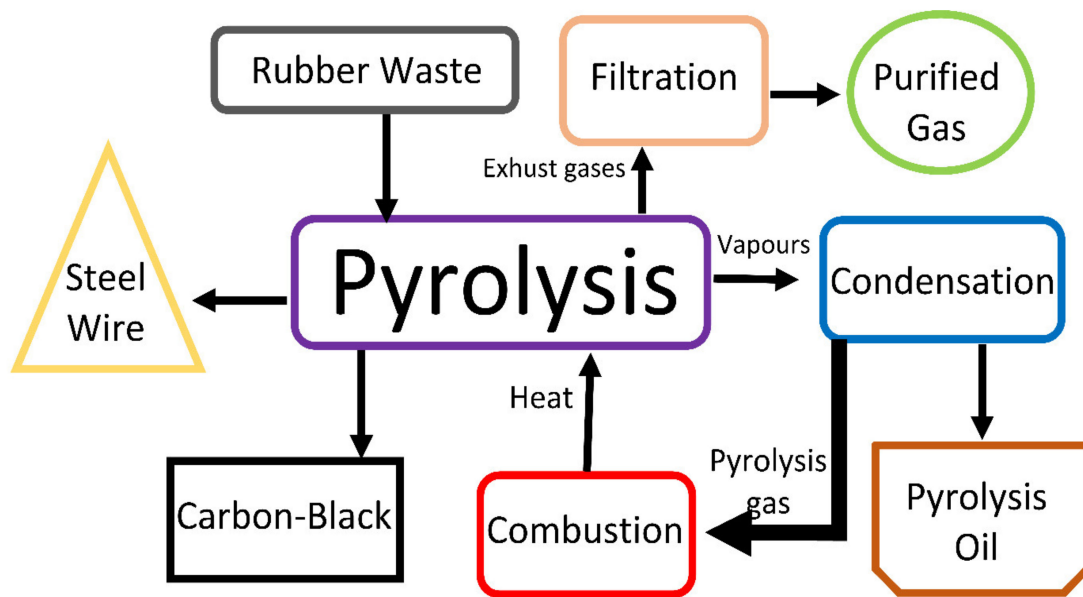 Rubber Waste
Filtration
Purified
Gas
Exhust gases
Steel
Wire
Pyrolysis
Vapours
Condensation
Heat
Carbon-Black
Combustion
Pyrolysis
gas
Pyrolysis
Oil